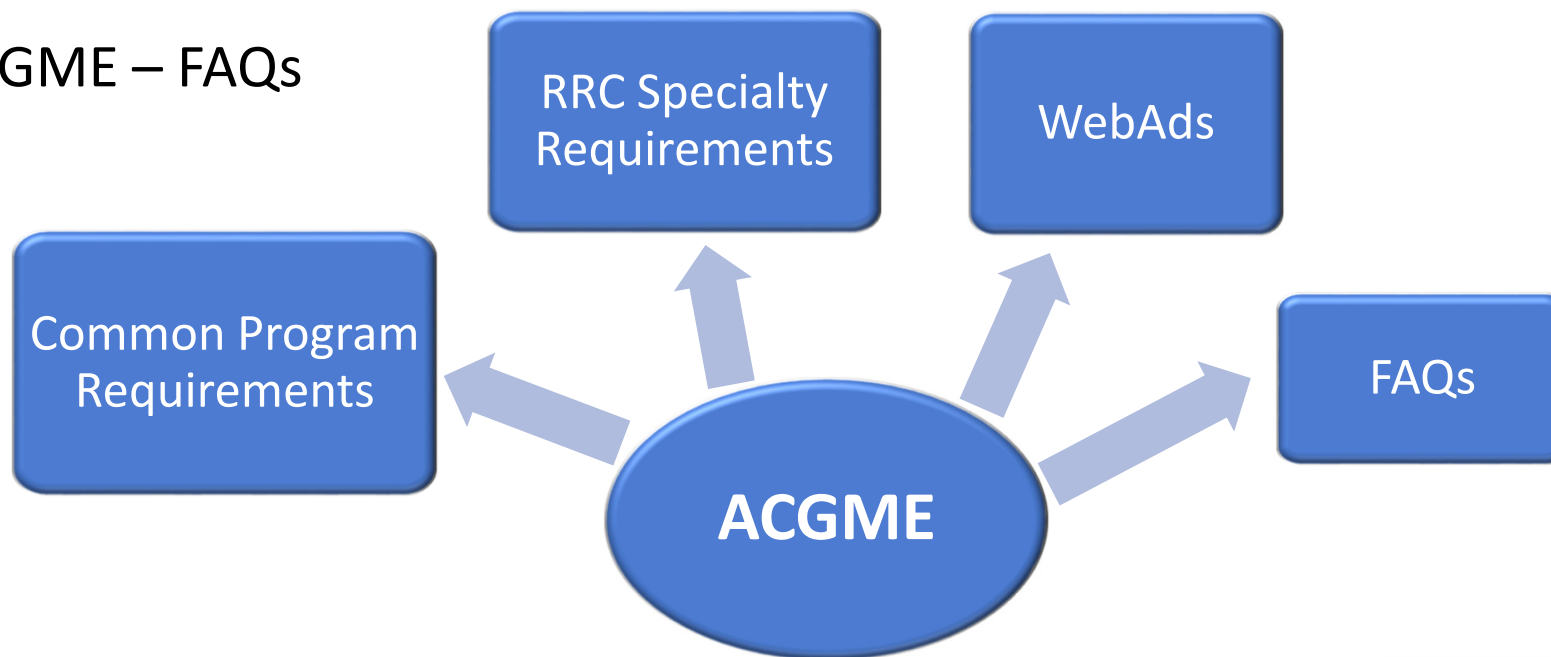 GME – FAQs
RRC Specialty
Requirements
WebAds
Common Program
Requirements
FAQs
ACGME